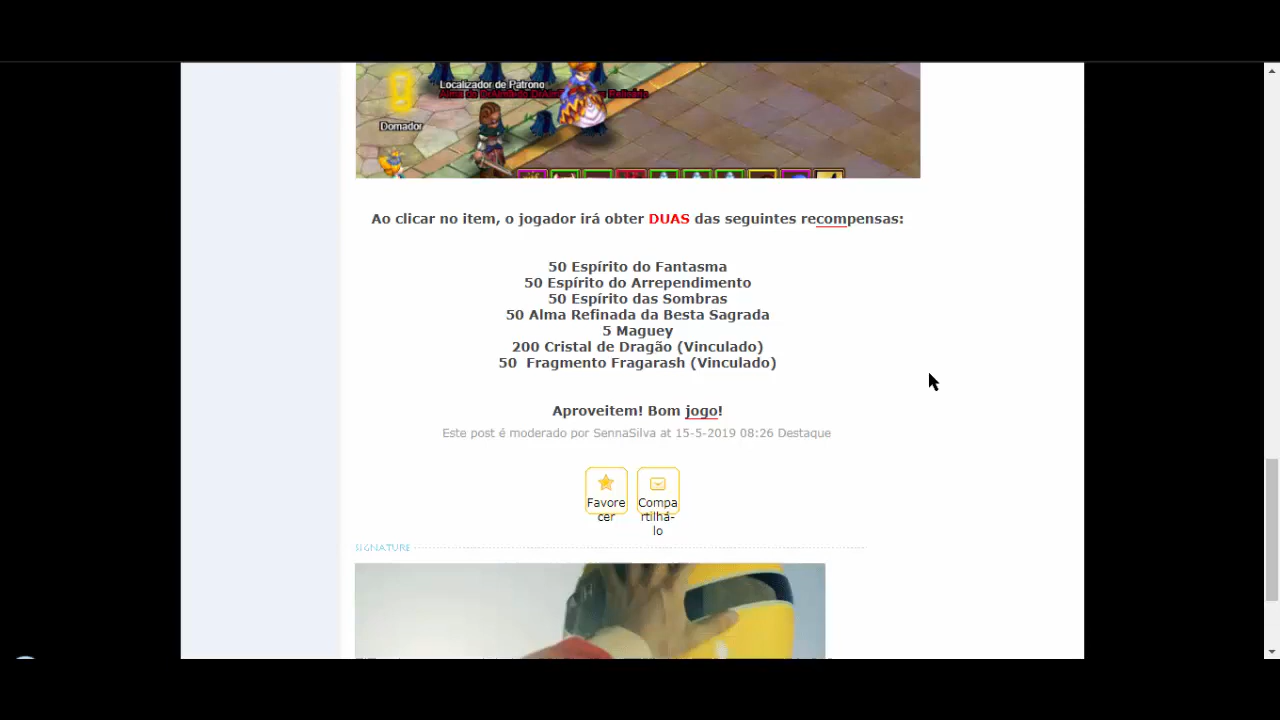 Localizador de Patrono
Domador
Ao clicar no item, o jogador irá obter DUAS das seguintes recompensas:
50 Espírito do Fantasma
50 Espírito do Arrependimento
50 Espírito das Sombras
50 Alma Refinada da Besta Sagrada
5 Maguey
200 Cristal de Dragão (Vinculado)
50 Fragmento Fragarash (Vinculado)
Aproveitem! Bom jogo!
Este post é moderado por SennaSilva at 15-5-2019 08:26 Destaque
Favore
cer
Compa
rtilhá-
lo
SIGNATURE